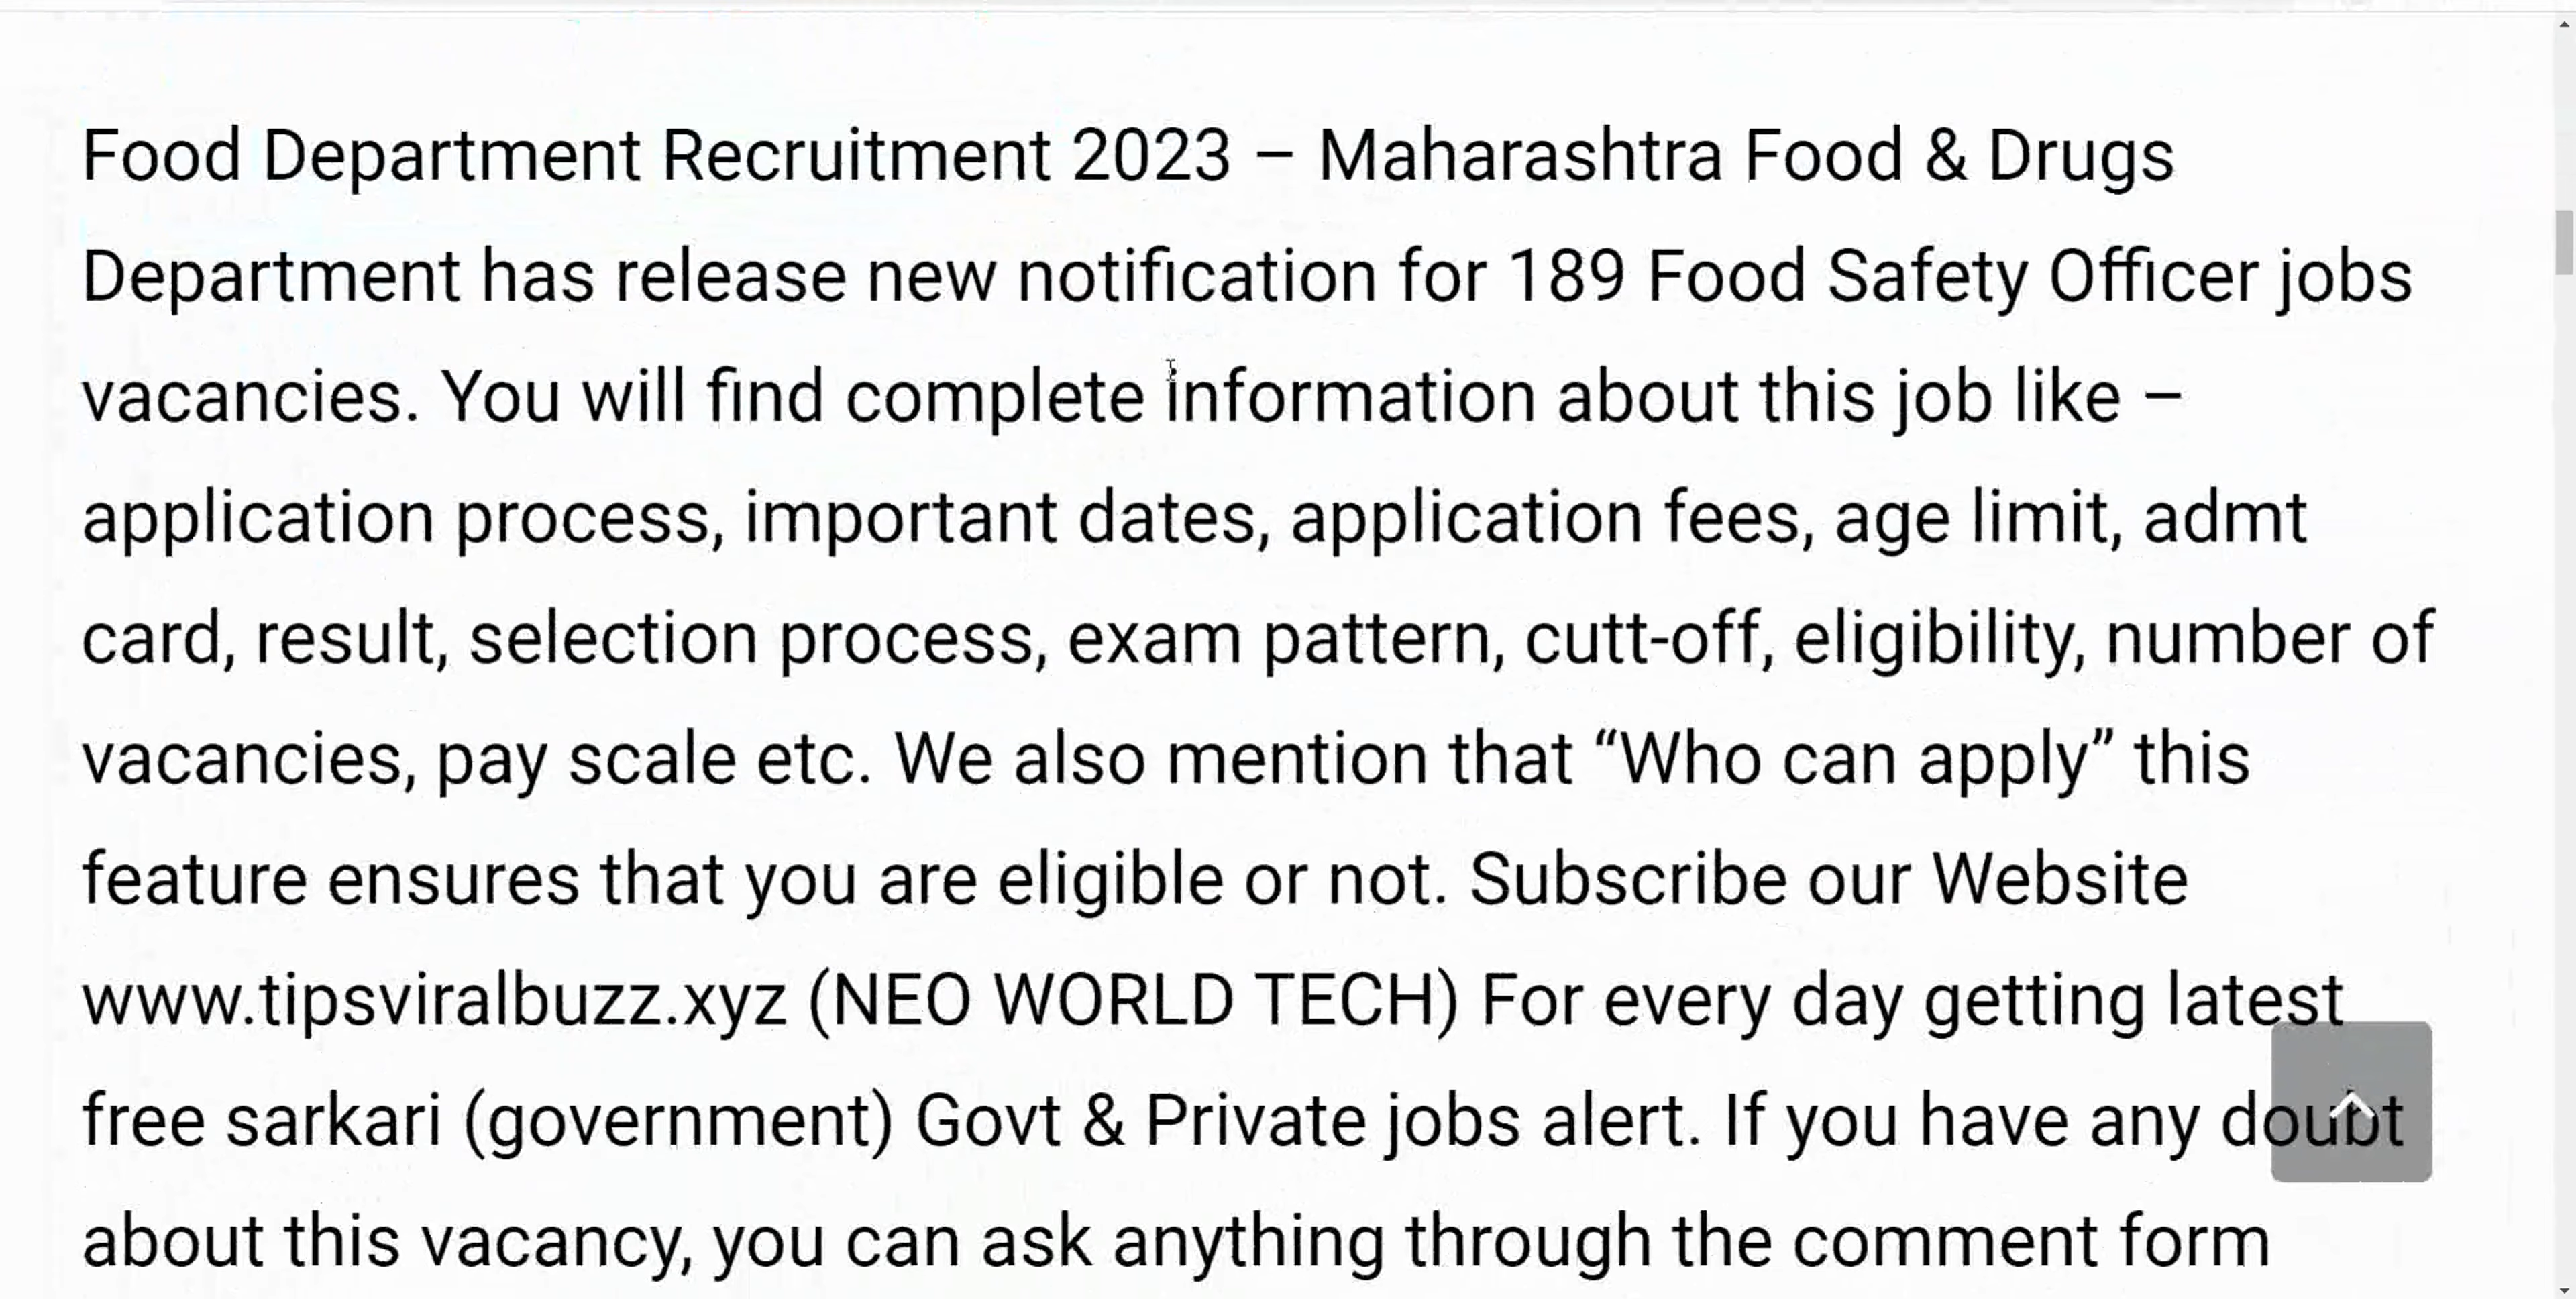 Food Department Recruitment 2023 – Maharashtra Food & Drugs
Department has release new notification for 189 Food Safety Officer jobs
vacancies. You will find complete information about this job like –
application process, important dates, application fees, age limit, admt
card, result, selection process, exam pattern, cutt-off, eligibility, number of
vacancies, pay scale etc. We also mention that “Who can apply” this
feature ensures that you are eligible or not. Subscribe our Website
www.tipsviralbuzz.xyz (NEO WORLD TECH) For every day getting latest
free sarkari (government) Govt & Private jobs alert. If you have any doubt
about this vacancy, you can ask anything through the comment form